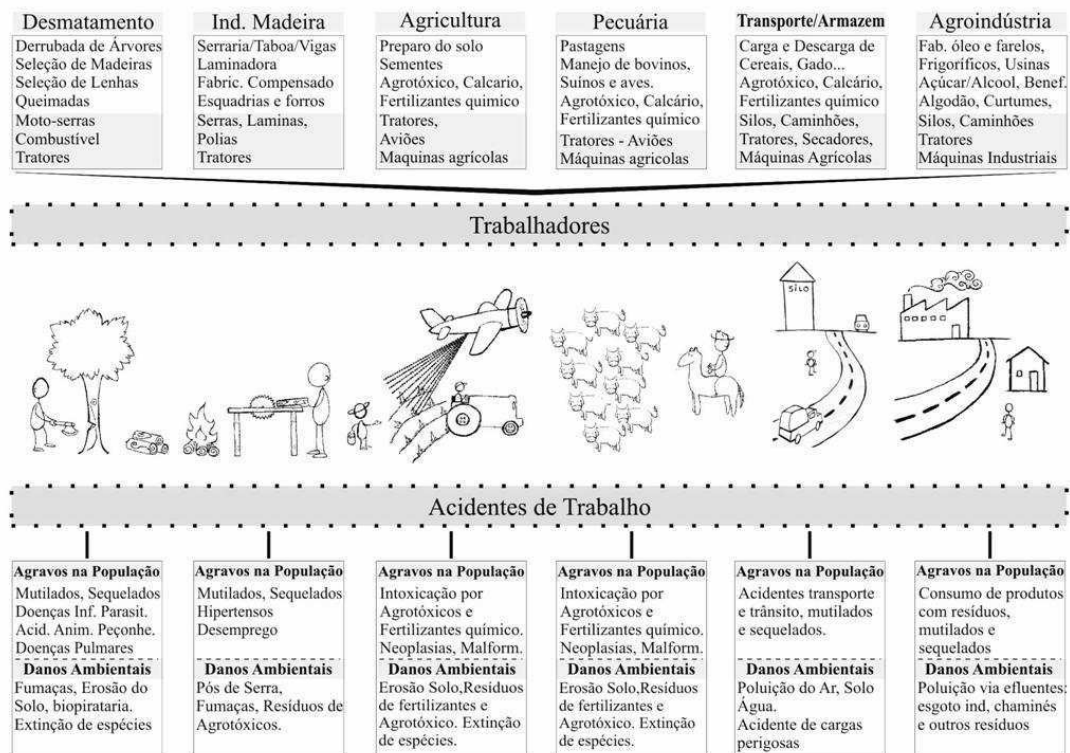 Desmatamento
Derrubada de Árvores
Seleção de Madeiras
Seleção de Lenhas
Queimadas
Moto-serras
Combustível
Tratores
Ind. Madeira
Serraria/Taboa/Vigas
Laminadora
Fabric. Compensado
Esquadrias e forros
Serras, Laminas,
Polias
Tratores
Agricultura
Preparo do solo
Sementes
Agrotóxico, Calcario,
Fertilizantes quimico
Tratores,
Aviões
Maquinas agrícolas
Pecuária
Pastagens
Manejo de bovinos,
Suínos e aves.
Agrotóxico, Calcário,
Fertilizantes químico
Tratores - Aviões
Máquinas agricolas
Transporte/Armazem
Carga e Descarga de
Cereais, Gado...
Agrotóxico, Calcário,
Fertilizantes químico
Silos, Caminhões,
Tratores, Secadores,
Máquinas Agrícolas
Agroindústria
Fab. óleo e farelos,
Frigoríficos, Usinas
Açúcar/Alcool, Benef.
Algodão, Curtumes,
Silos, Caminhões
Tratores
Máquinas Industriais
Trabalhadores
SILO
Acidentes de Trabalho
Agravos na População
Mutilados, Sequelados
Doenças Inf. Parasit.
Acid. Anim. Peçonhe.
Doenças Pulmares
Danos Ambientais
Fumaças, Erosão do
Solo, biopirataria.
Extinção de espécies
Agravos na População
Mutilados, Sequelados
Hipertensos
Desemprego
Danos Ambientais
Pós de Serra,
Fumaças, Resíduos de
Agrotóxicos.
Agravos na População
Intoxicação por
Agrotóxicos e
Fertilizantes químico.
Neoplasias, Malform.
Danos Ambientais
Erosão Solo,Resíduos
de fertilizantes e
Agrotóxico. Extinção
de espécies.
Agravos na População
Intoxicação por
Agrotóxicos e
Fertilizantes químico.
Neoplasias, Malform.
Danos Ambientais
Erosão Solo,Resíduos
de fertilizantes e
Agrotóxico. Extinção
de espécies.
Agravos na População
Acidentes transporte
e trânsito, mutilados
e sequelados.
Danos Ambientais
Poluição do Ar, Solo
Água.
Acidente de cargas
perigosas
Agravos na População
Consumo de produtos
com resíduos,
mutilados e
sequelados
Danos Ambientais
Poluição via efluentes:
esgoto ind, chaminés
e outros resíduos